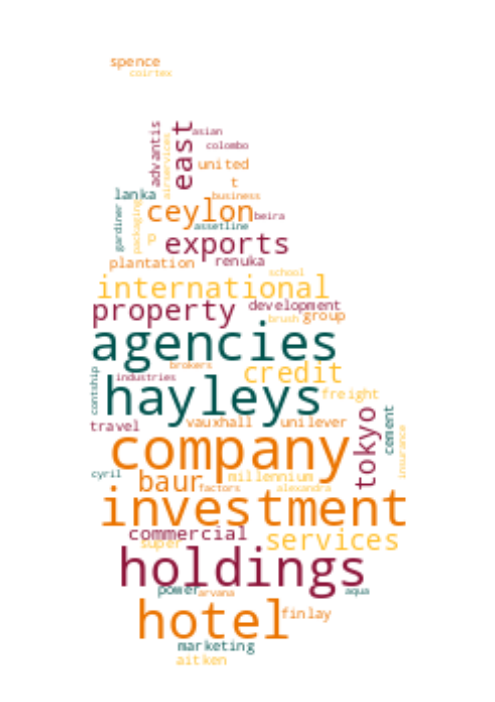 spence
coirtex
advantis
airservices
east
asian
colombo
united
t
lanka
business
gardiner
packaging
ceylon
beira
assetline
p
exports
plantation
renuka
school
international
property
development
brush
group
agencies
brokers
credit
contship
industries
hayleys
freight
travel
vauxhall
unilever
tokyo
cement
insurance
company
cyril
baur
millennium
factors
alexandra
investment
commercial
super
services
holdings
power
arvana
aqua
hotel
finlay
marketing
aitken